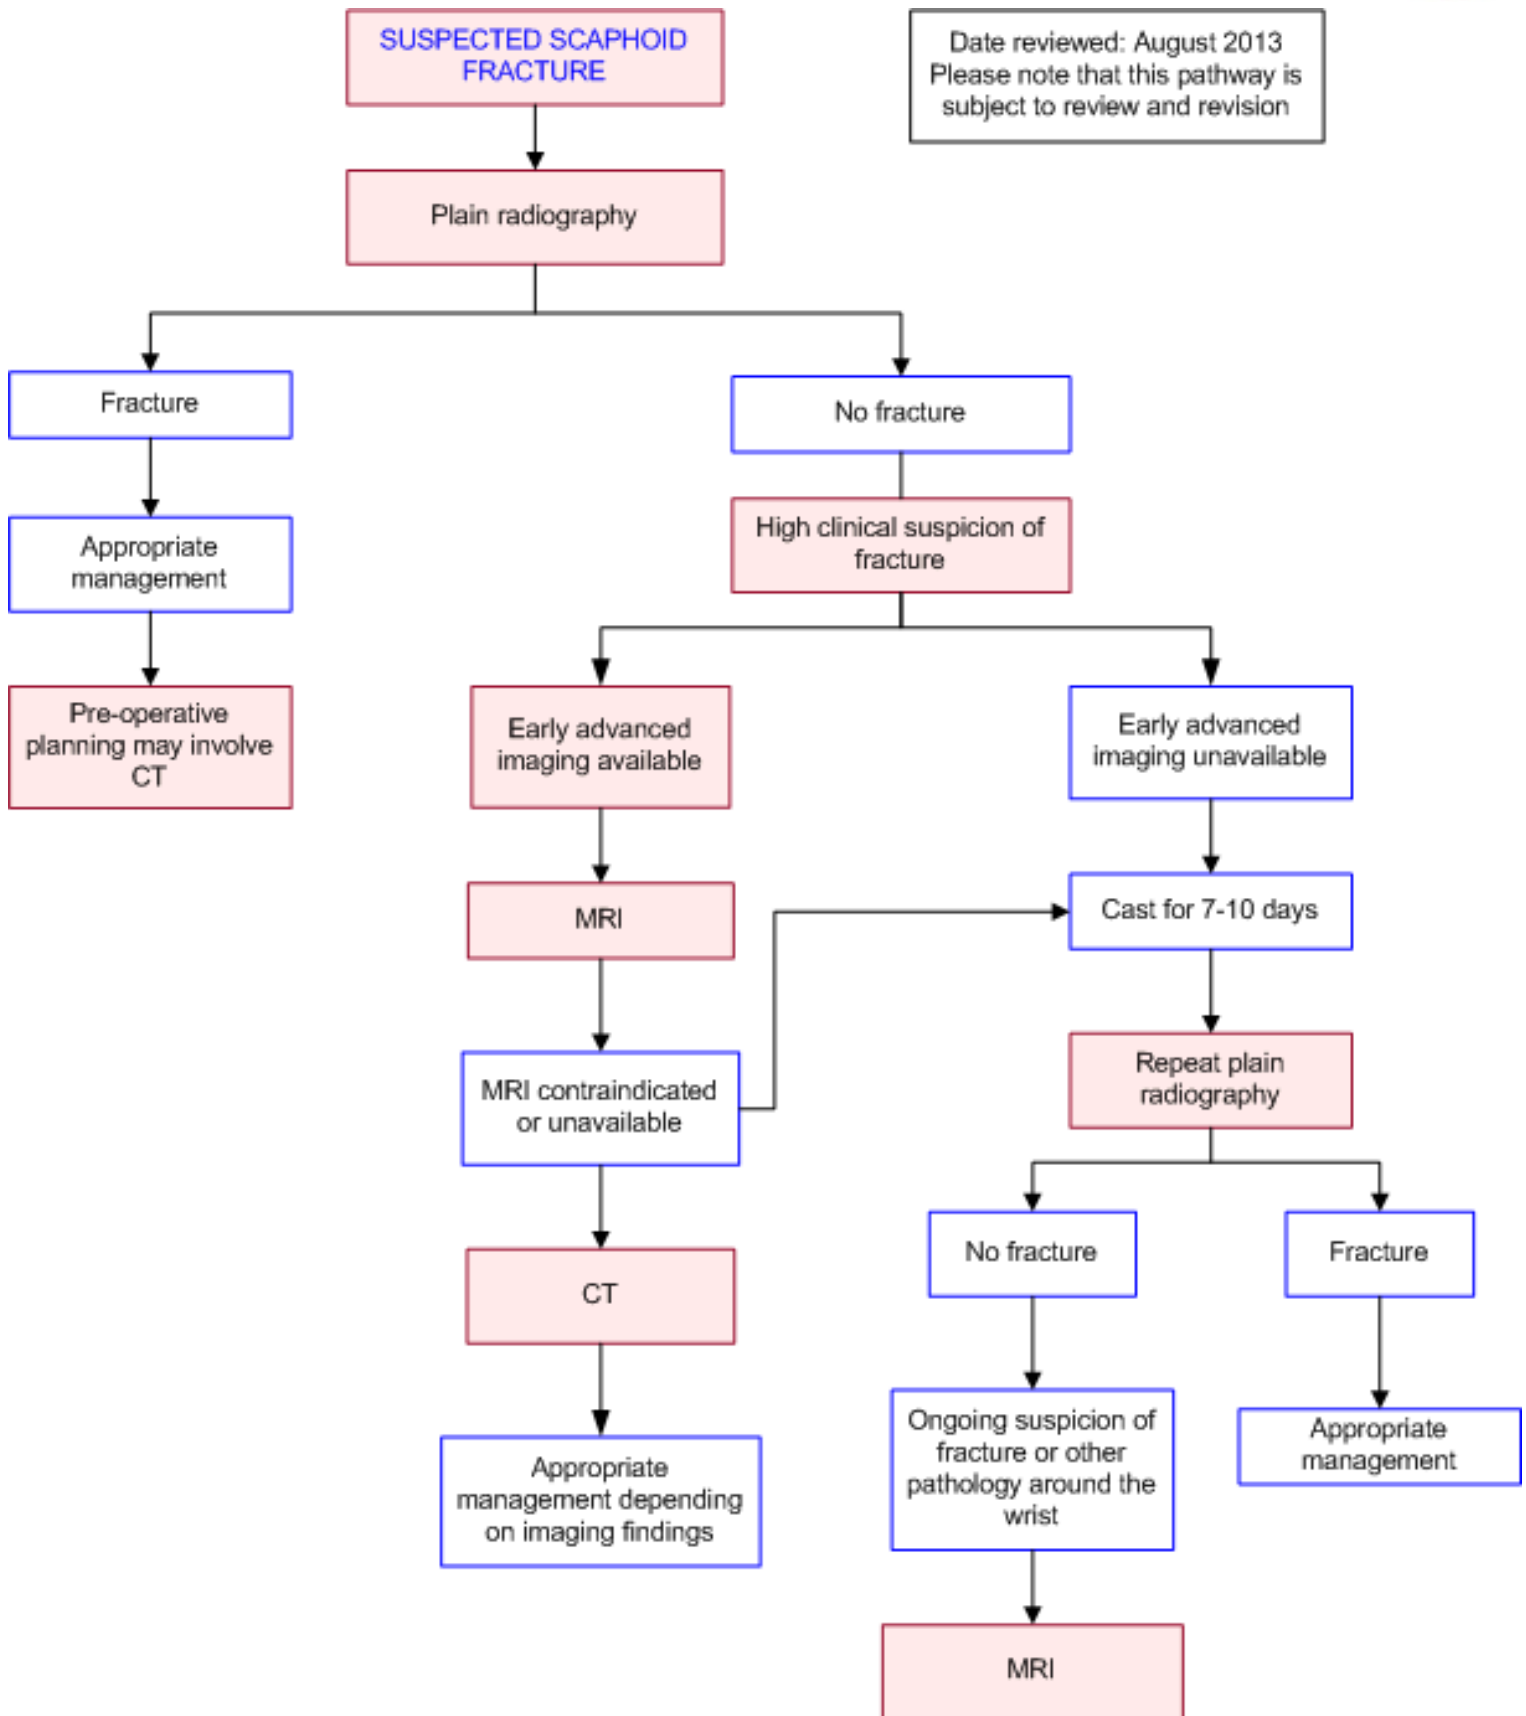 SUSPECTED SCAPHOID
FRACTURE
Date reviewed: August 2013
Please note that this pathway is
subject to review and revision
Plain radiography
Fracture
No fracture
High clinical suspicion of
fracture
Appropriate
management
Pre-operative
planning may involve
CT
Early advanced
imaging available
Early advanced
imaging unavailable
MRI
Cast for 7-10 days
MRI contraindicated
or unavailable
Repeat plain
radiography
CT
No fracture
Fracture
Appropriate
management depending
on imaging findings
Ongoing suspicion of
fracture or other
pathology around the
wrist
Appropriate
management
MRI